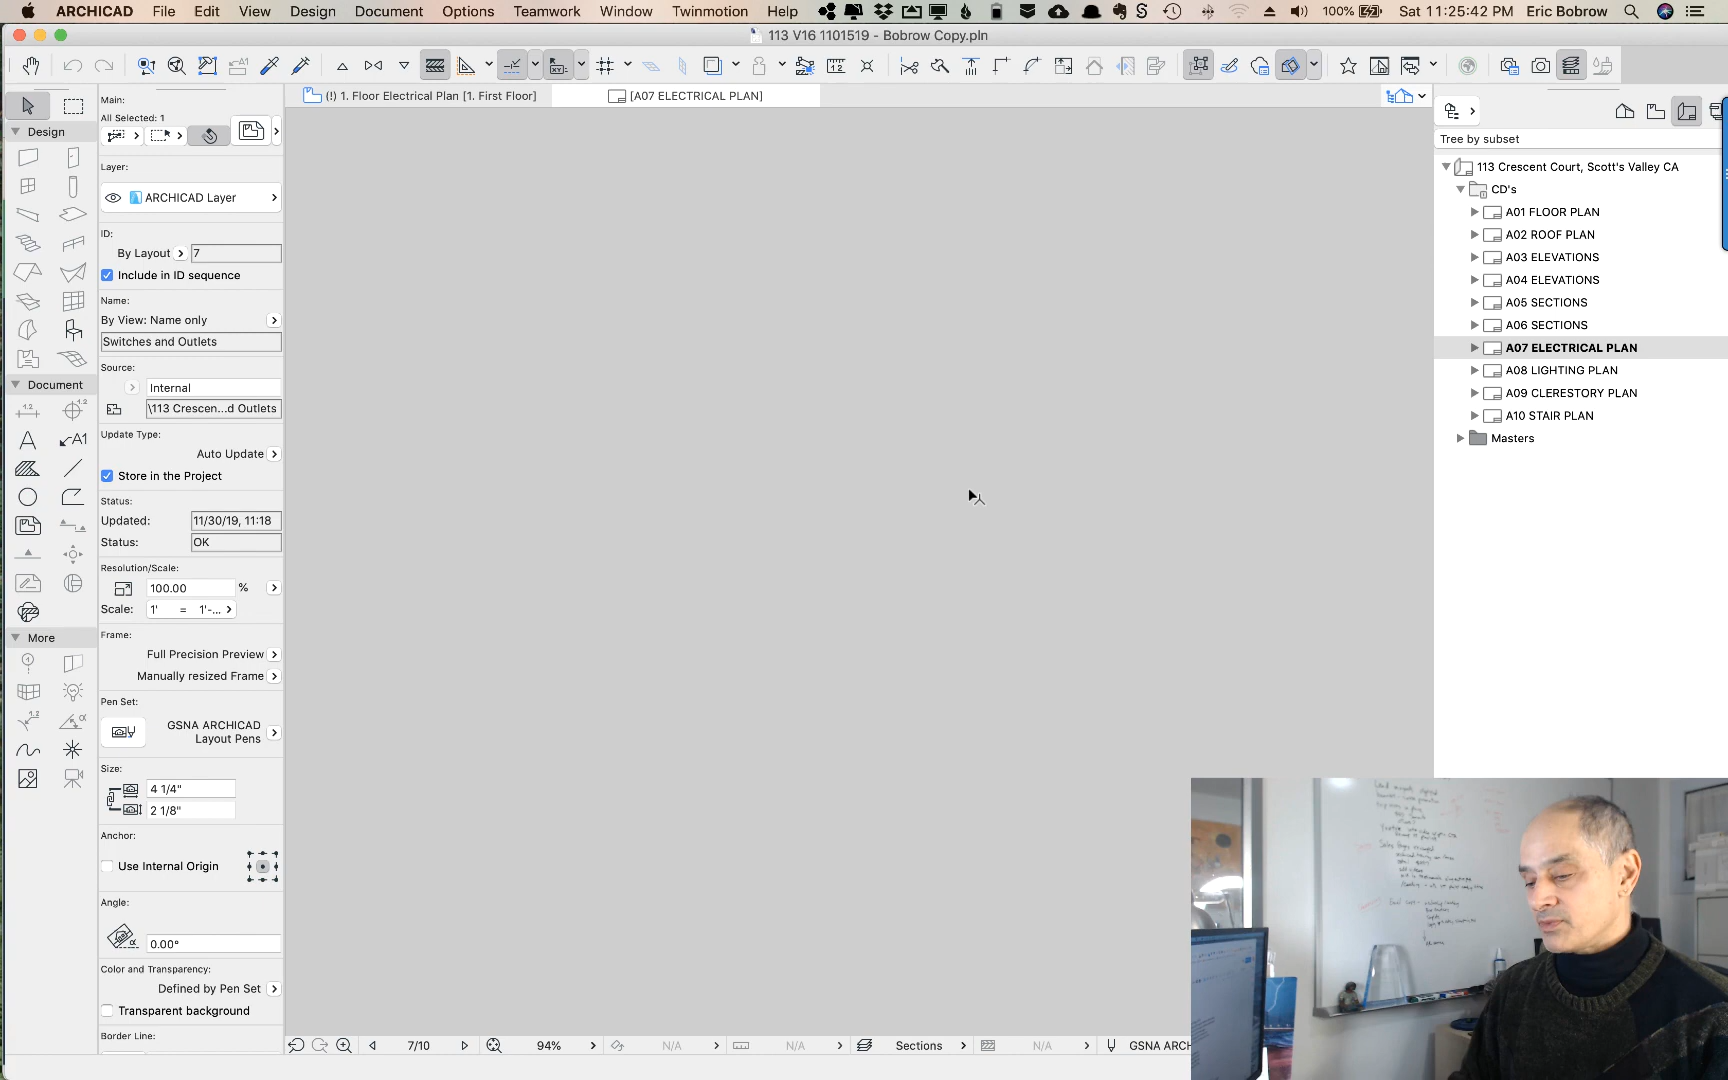 ARCHICAD File Edit View Design Document Options Teamwork Window Twinmotion Help 100% Sat 11:25:42 PM Eric Bobrow
113 V16 1101519 - Bobrow Copy.pln
(!) 1. Floor Electrical Plan [1. First Floor]
[A07 ELECTRICAL PLAN]
Main:
All Selected: 1
Design
Layer:
ARCHICAD Layer
ID:
By Layout 7
Include in ID sequence
Name:
By View: Name only
Switches and Outlets
Source:
Internal
\113 Crescen...d Outlets
Document
Update Type:
Auto Update
Store in the Project
Status:
Updated: 11/30/19, 11:18
Status: OK
Resolution/Scale:
100.00 %
Scale: 1' = 1'-...
Frame:
Full Precision Preview
Manually resized Frame
More
Pen Set:
GSNA ARCHICAD
Layout Pens
Size:
4 1/4"
2 1/8"
Anchor:
Use Internal Origin
Angle:
0.00°
Color and Transparency:
Defined by Pen Set
Transparent background
Border Line:
7/10 94% N/A N/A Sections N/A GSNA ARCH
Tree by subset
113 Crescent Court, Scott's Valley CA
CD's
A01 FLOOR PLAN
A02 ROOF PLAN
A03 ELEVATIONS
A04 ELEVATIONS
A05 SECTIONS
A06 SECTIONS
A07 ELECTRICAL PLAN
A08 LIGHTING PLAN
A09 CLERESTORY PLAN
A10 STAIR PLAN
Masters